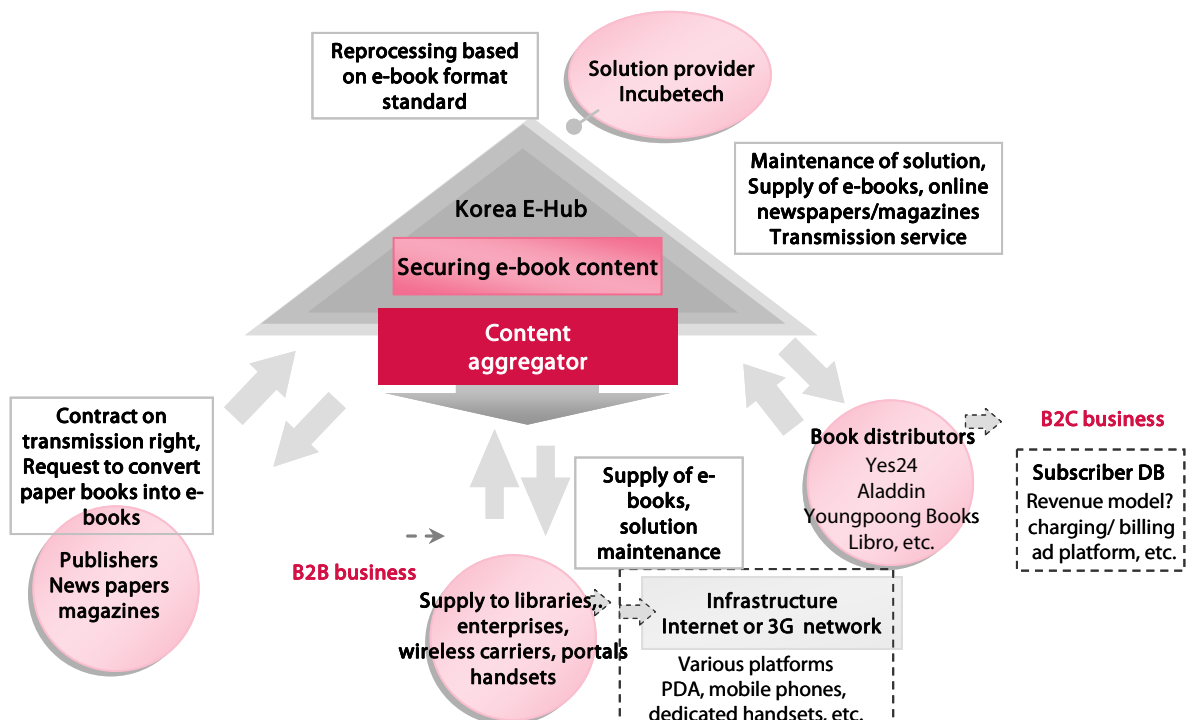 Reprocessing based
on e-book format
standard
Solution provider
Incubetech
Maintenance of solution,
Supply of e-books, online
newspapers/magazines
Transmission service
Korea E-Hub
Securing e-book content
Content
aggregator
Contract on
transmission right,
Request to convert
paper books into e-
books
Publishers
News papers
magazines
B2B business
Supply to libraries,
enterprises,
wireless carriers, portals
handsets
Supply of e-
books,
solution
maintenance
Infrastructure
Internet or 3G network
Various platforms
PDA, mobile phones,
dedicated handsets, etc.
Book distributors
Yes24
Aladdin
Youngpoong Books
Libro, etc.
B2C business
Subscriber DB
Revenue model?
charging/ billing
ad platform, etc.